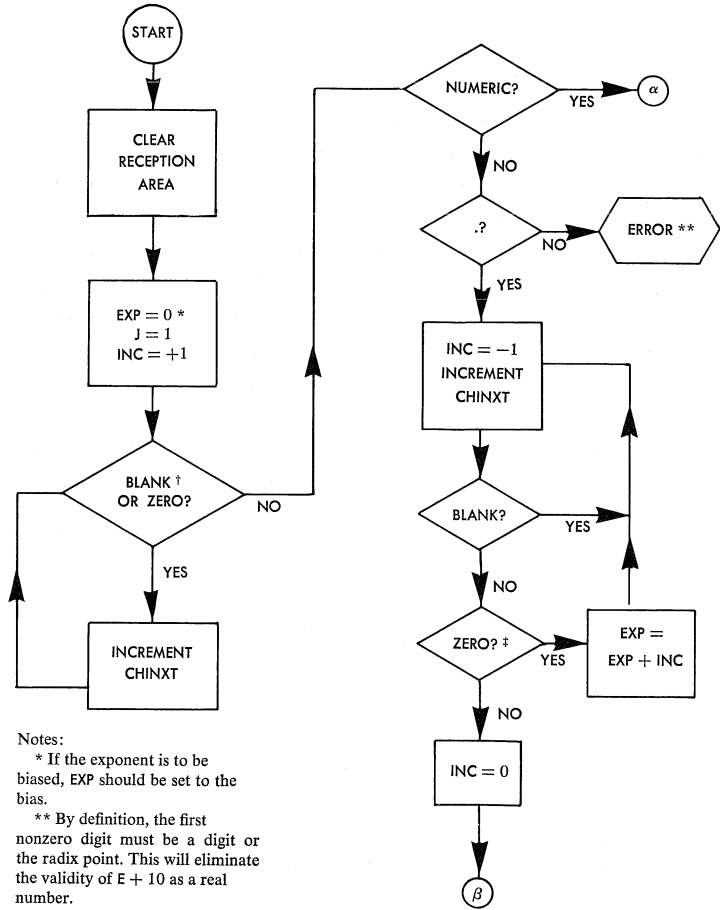 START
CLEAR
RECEPTION
AREA
EXP = 0 *
J = 1
INC = +1
BLANK †
OR ZERO?
NO
YES
INCREMENT
CHINXT
NUMERIC?
YES
α
NO
.?
NO
ERROR **
YES
INC = −1
INCREMENT
CHINXT
BLANK?
YES
NO
ZERO? ‡
YES
EXP =
EXP + INC
NO
INC = 0
β
Notes:
* If the exponent is to be
biased, EXP should be set to the
bias.
** By definition, the first
nonzero digit must be a digit or
the radix point. This will eliminate
the validity of E + 10 as a real
number.